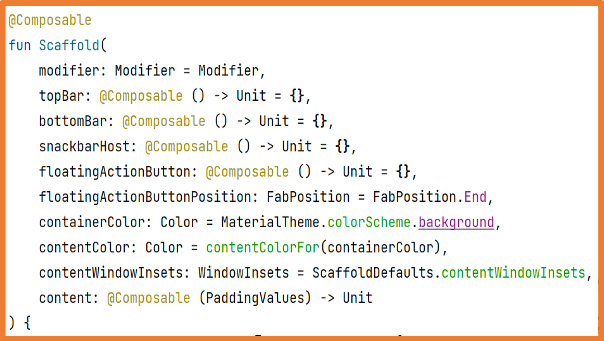 @Composable
fun Scaffold(
modifier: Modifier = Modifier,
topBar: @Composable () -> Unit = {},
bottomBar: @Composable () -> Unit = {},
snackbarHost: @Composable () -> Unit = {},
floatingActionButton: @Composable () -> Unit = {},
floatingActionButtonPosition: FabPosition = FabPosition.End,
containerColor: Color = MaterialTheme.colorScheme.background,
contentColor: Color = contentColorFor(containerColor),
contentWindowInsets: WindowInsets = ScaffoldDefaults.contentWindowInsets,
content: @Composable (PaddingValues) -> Unit
) {